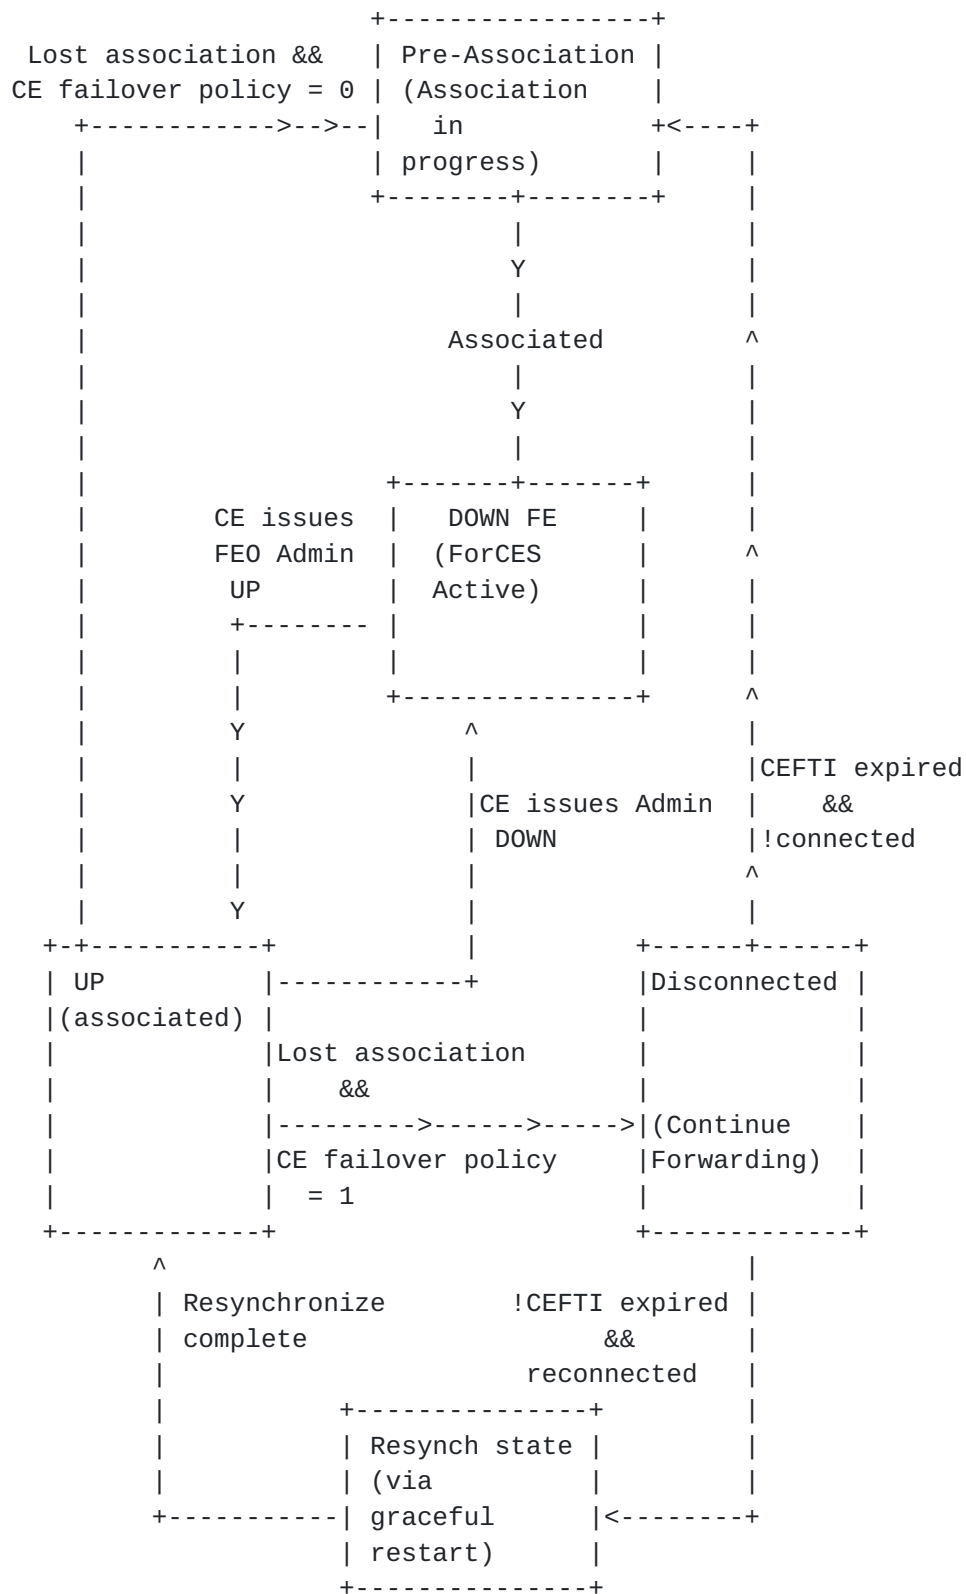 +-----------------+
 Lost association &&   | Pre-Association |
CE failover policy = 0 | (Association    |
    +------------>-->--|   in            +<----+
    |                  | progress)       |     |
    |                  +--------+--------+     |
    |                           |              |
    |                           Y              |
    |                           |              |
    |                       Associated         ^
    |                           |              |
    |                           Y              |
    |                           |              |
    |                   +-------+-------+      |
    |        CE issues  |   DOWN FE     |      |
    |        FEO Admin  |  (ForCES      |      ^
    |         UP        |  Active)      |      |
    |         +-------- |               |      |
    |         |         |               |      |
    |         |         +---------------+      ^
    |         Y              ^                 |
    |         |              |                 |CEFTI expired
    |         Y              |CE issues Admin  |    &&
    |         |              | DOWN            |!connected
    |         |              |                 ^
    |         Y              |                 |
  +-+-----------+            |          +------+------+
  | UP          |------------+          |Disconnected |
  |(associated) |                       |             |
  |             |Lost association       |             |
  |             |    &&                 |             |
  |             |--------->------>----->|(Continue    |
  |             |CE failover policy     |Forwarding)  |
  |             |  = 1                  |             |
  +-------------+                       +-------------+
         ^                                     |
         | Resynchronize        !CEFTI expired |
         | complete                   &&       |
         |                       reconnected   |
         |           +---------------+         |
         |           | Resynch state |         |
         |           | (via          |         |
         +-----------| graceful      |<--------+
                     | restart)      |
                     +---------------+